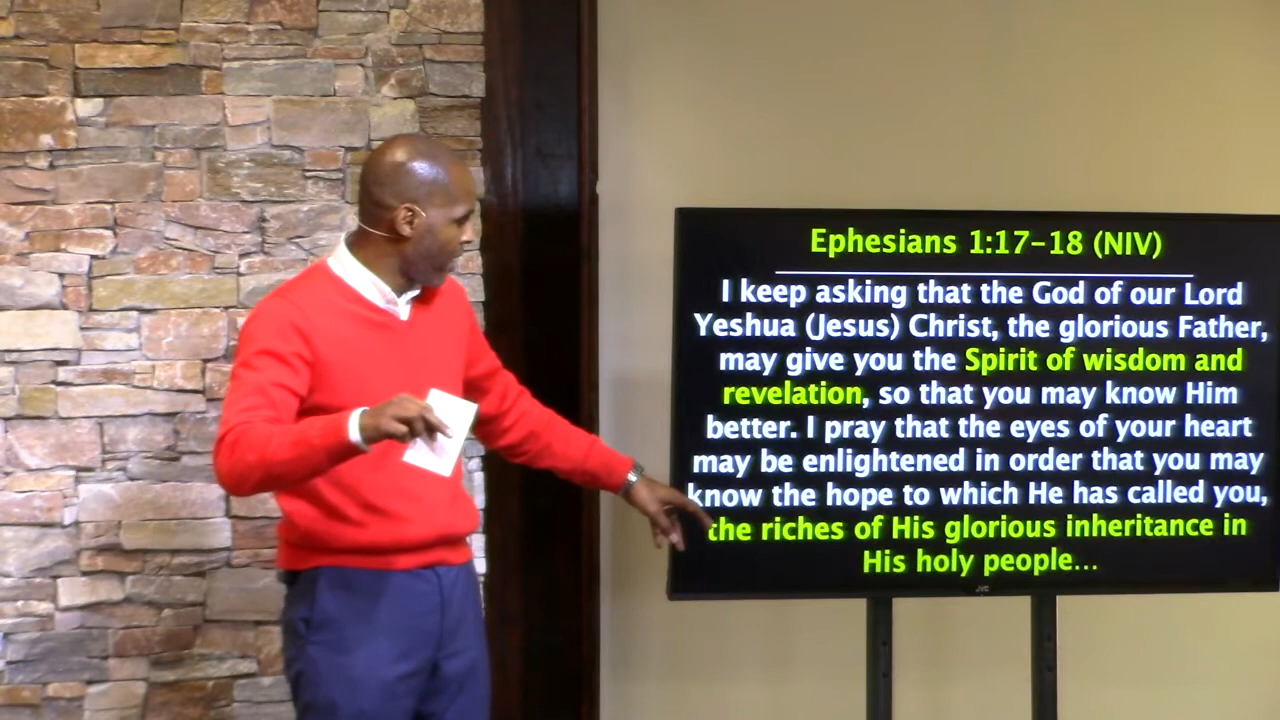 Ephesians 1:17-18 (NIV)
I keep asking that the God of our Lord
Yeshua (Jesus) Christ, the glorious Father,
may give you the Spirit of wisdom and
revelation, so that you may know Him
better. I pray that the eyes of your heart
may be enlightened in order that you may
know the hope to which He has called you,
the riches of His glorious inheritance in
His holy people...
JVC